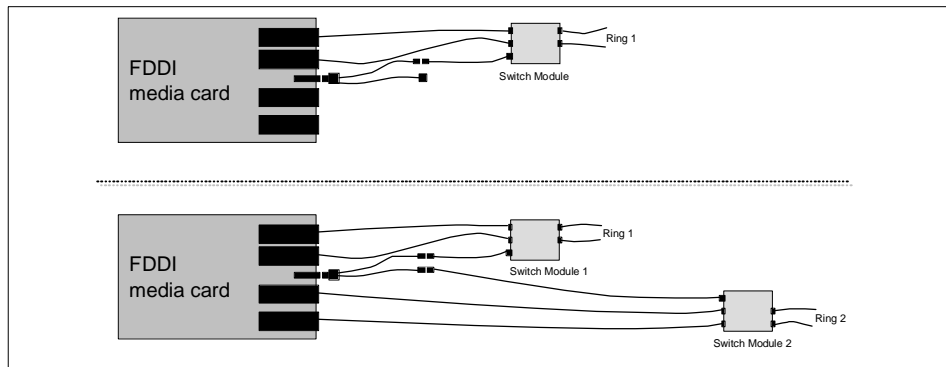 FDDI
media card
Ring 1
Switch Module
FDDI
media card
Ring 1
Switch Module 1
Ring 2
Switch Module 2